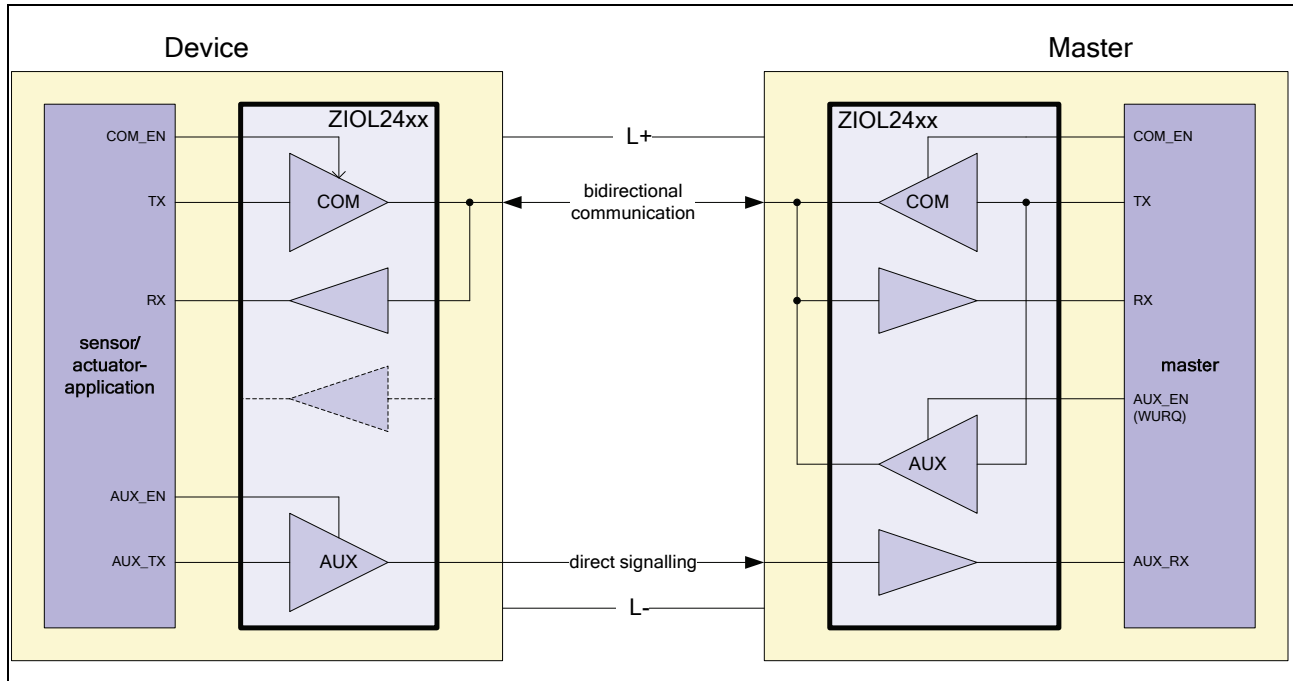 Device
Master
ZIOL24xx
COM_EN
TX
COM
RX
sensor/
actuator-
application
AUX_EN
AUX_TX
AUX
L+
bidirectional
communication
direct signalling
L-
ZIOL24xx
COM_EN
COM
TX
RX
master
AUX_EN
(WURQ)
AUX
AUX_RX